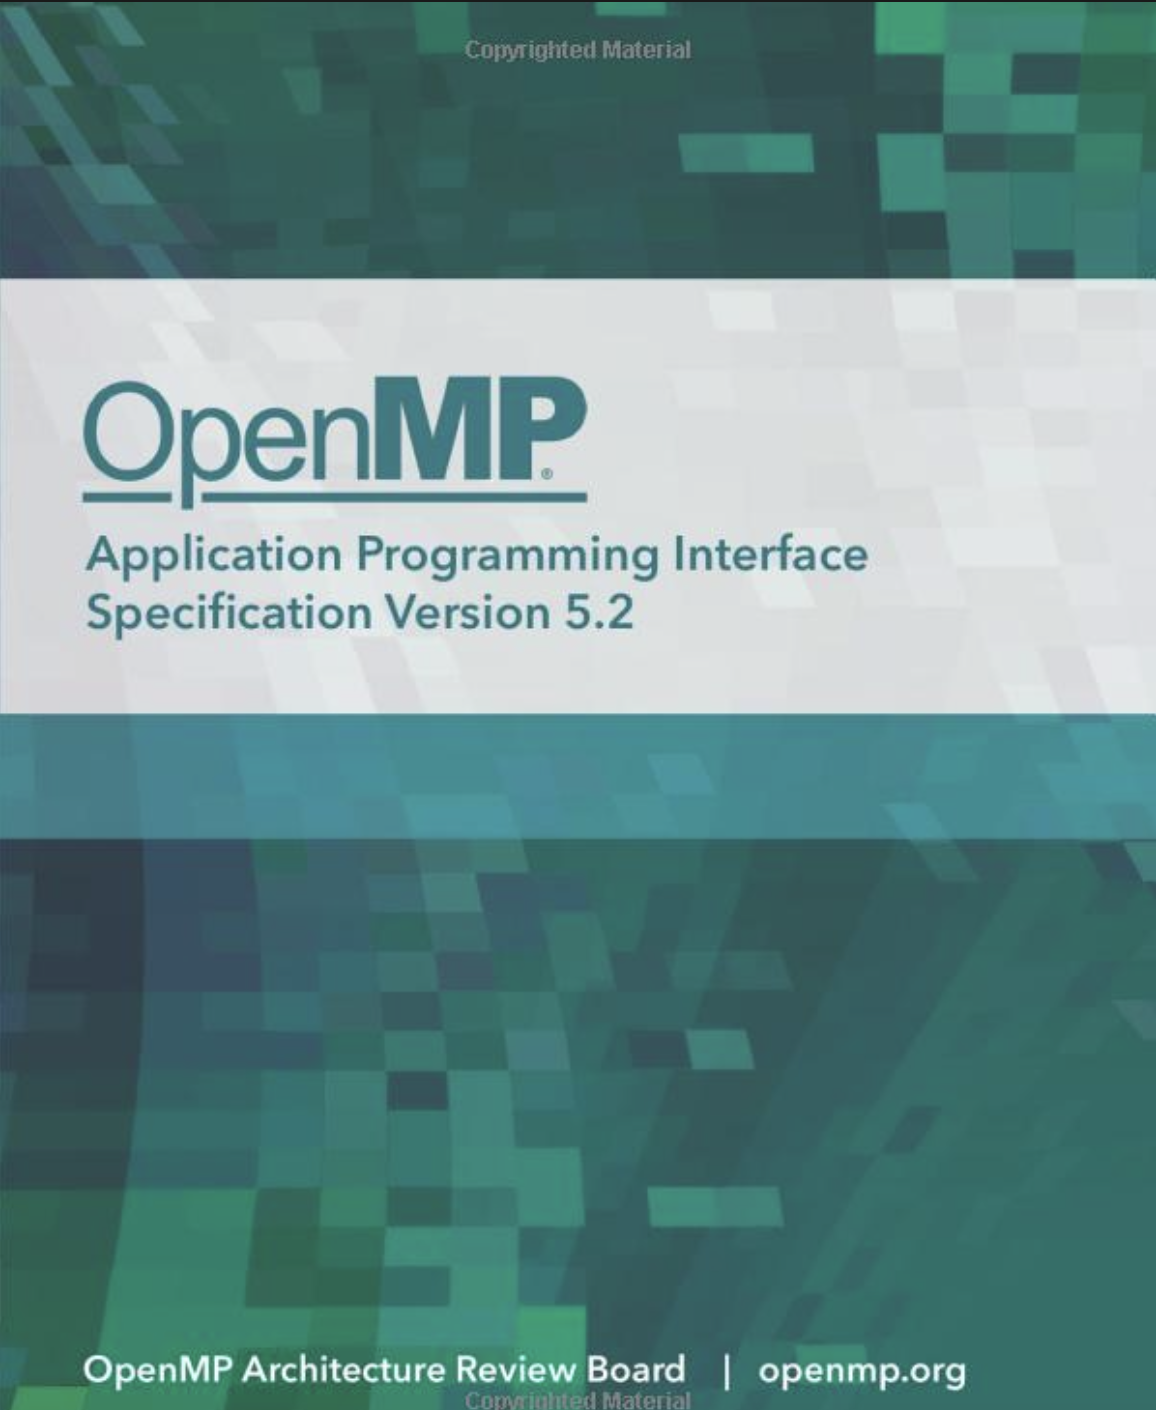 Copyrighted Material
OpenMP®
Application Programming Interface
Specification Version 5.2
OpenMP Architecture Review Board | openmp.org
Copyrighted Material